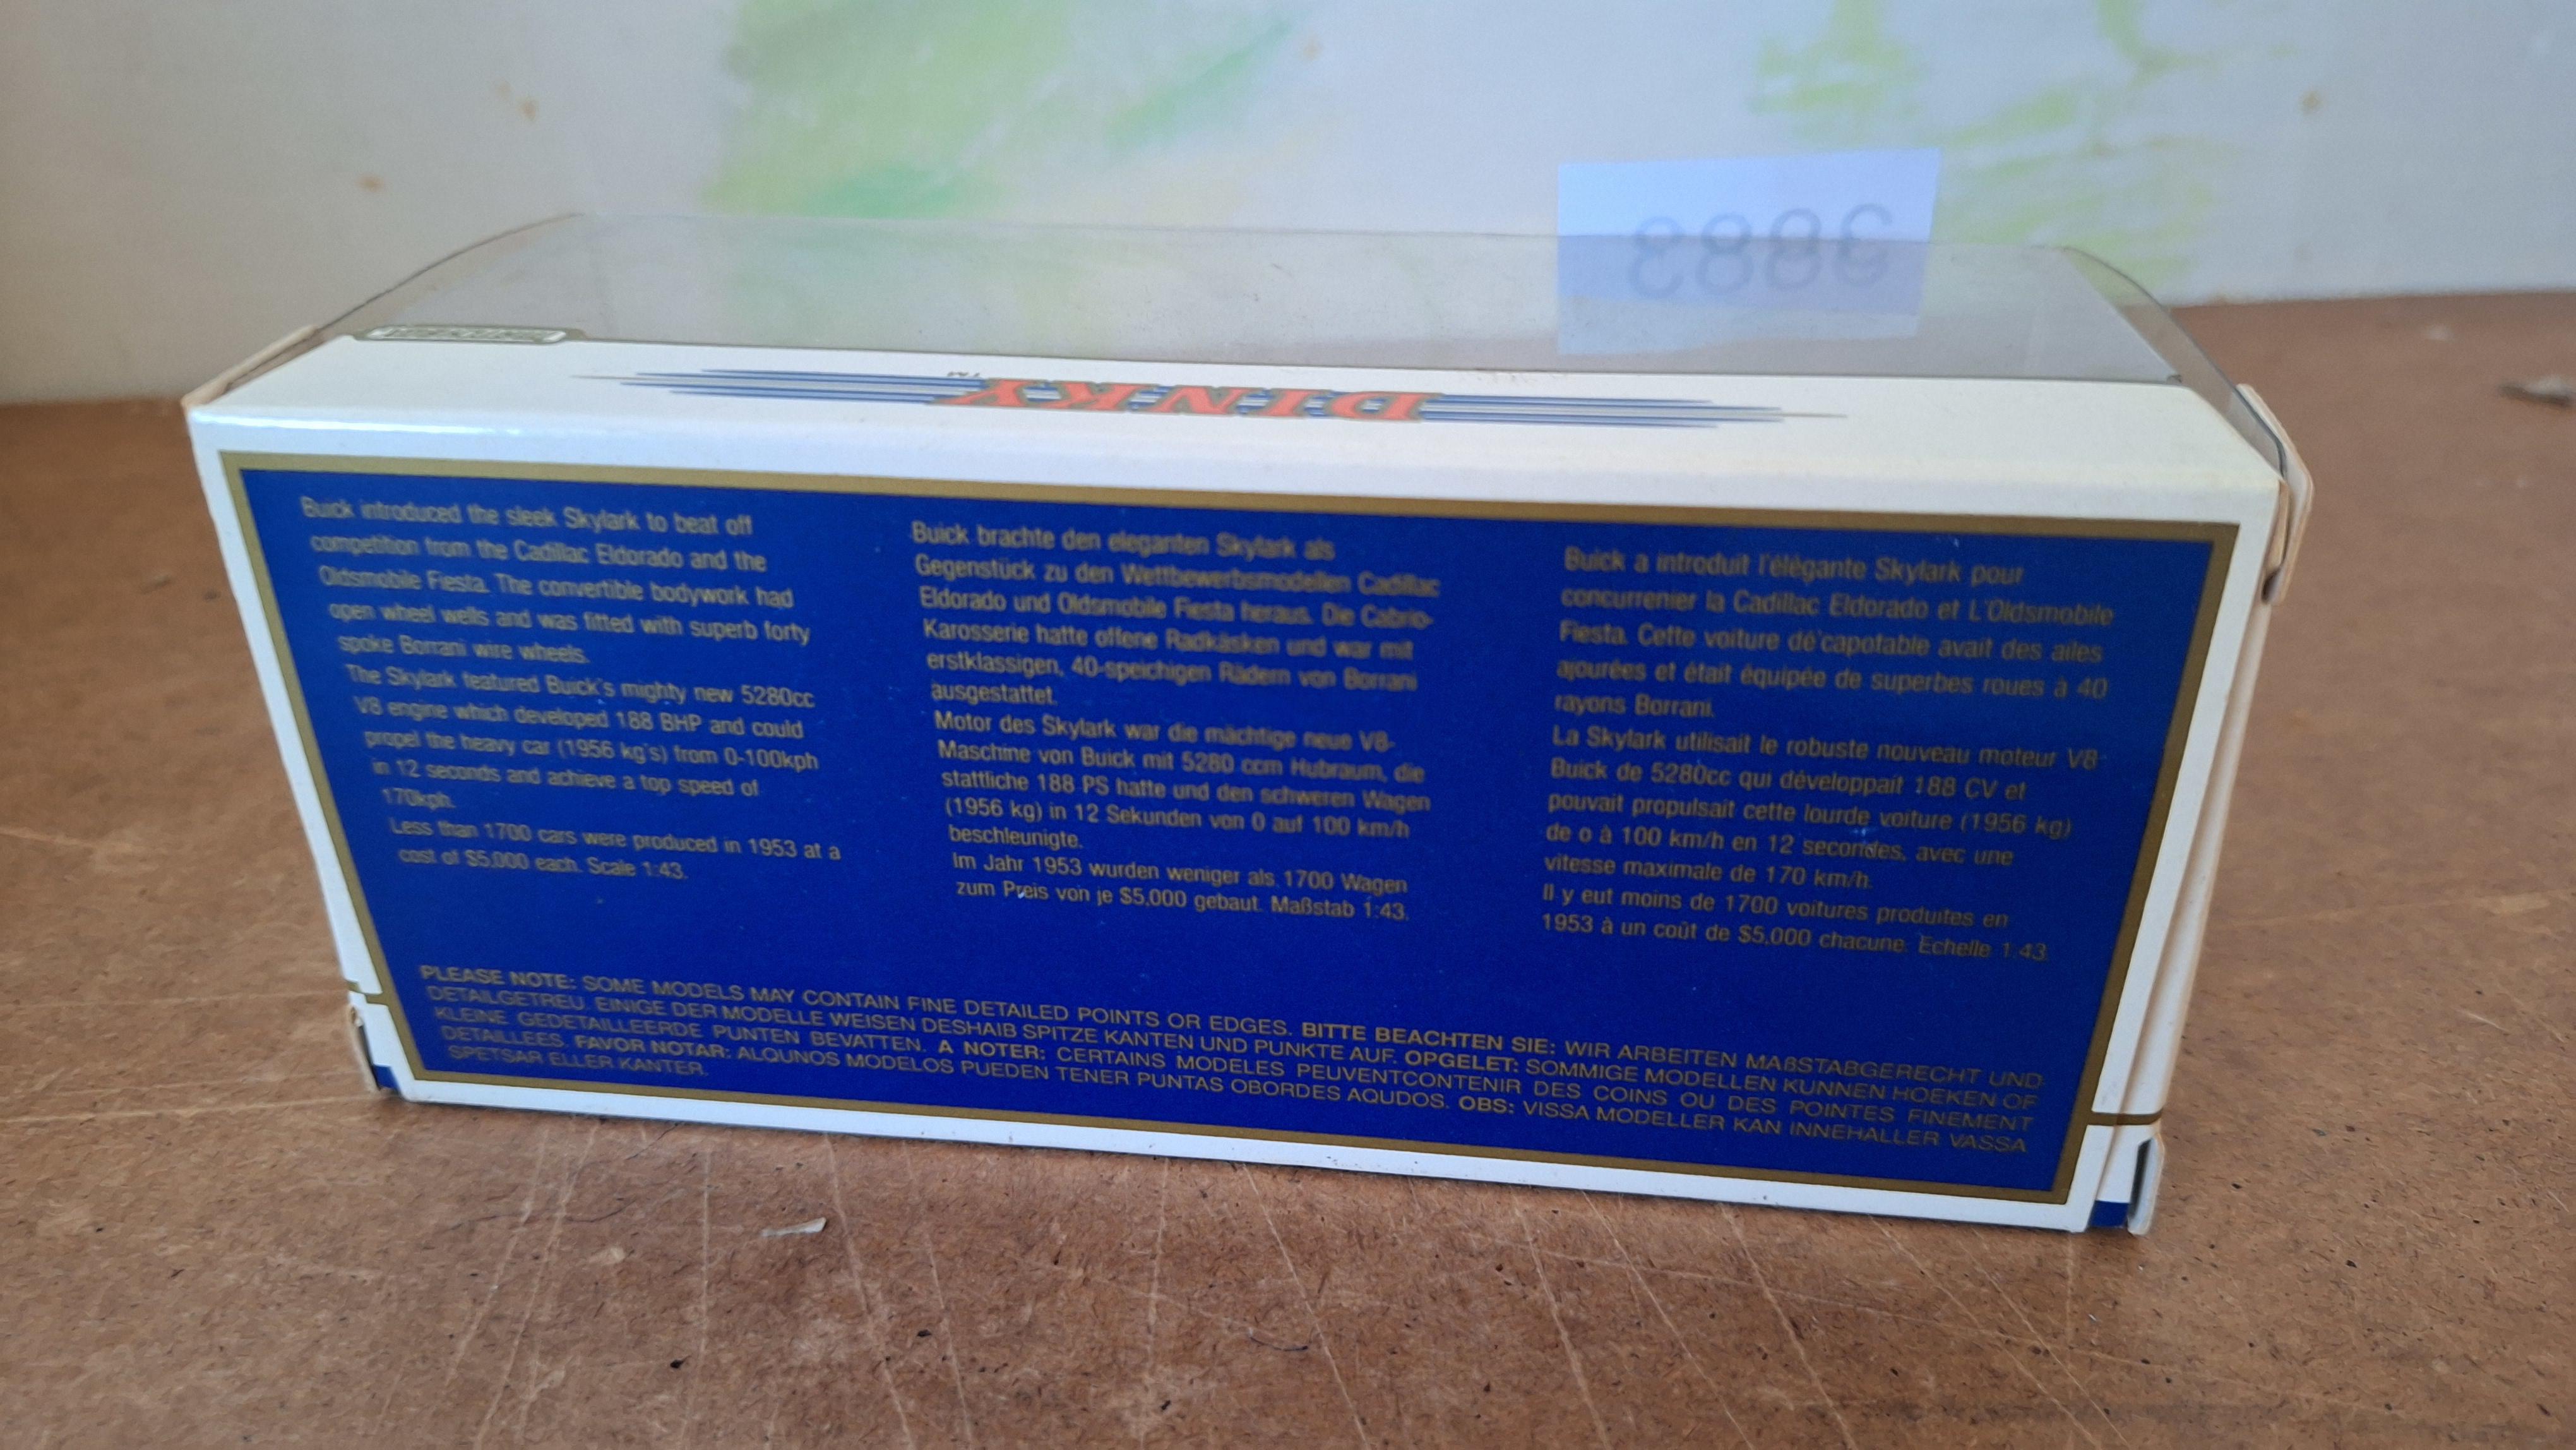 3883
DINKY™
Buick introduced the sleek Skylark to beat off
competition from the Cadillac Eldorado and the
Oldsmobile Fiesta. The convertible bodywork had
open wheel wells and was fitted with superb forty
spoke Borrani wire wheels.
The Skylark featured Buick's mighty new 5280cc
V8 engine which developed 188 BHP and could
propel the heavy car (1956 kg's) from 0-100kph
in 12 seconds and achieve a top speed of
170kph.
Less than 1700 cars were produced in 1953 at a
cost of $5,000 each. Scale 1:43.
Buick brachte den eleganten Skylark als
Gegenstück zu den Wettbewerbsmodellen Cadillac
Eldorado und Oldsmobile Fiesta heraus. Die Cabrio-
Karosserie hatte offene Radkäsken und war mit
erstklassigen, 40-speichigen Rädern von Borrani
ausgestattet.
Motor des Skylark war die mächtige neue V8-
Maschine von Buick mit 5280 ccm Hubraum, die
stattliche 188 PS hatte und den schweren Wagen
(1956 kg) in 12 Sekunden von 0 auf 100 km/h
beschleunigte.
Im Jahr 1953 wurden weniger als 1700 Wagen
zum Preis von je $5,000 gebaut. Maßstab 1:43.
Buick a introduit l'élégante Skylark pour
concurrenier la Cadillac Eldorado et L'Oldsmobile
Fiesta. Cette voiture dé'capotable avait des ailes
ajourées et était équipée de superbes roues à 40
rayons Borrani.
La Skylark utilisait le robuste nouveau moteur V8-
Buick de 5280cc qui développait 188 CV et
pouvait propulsait cette lourde voiture (1956 kg)
de o à 100 km/h en 12 secondes, avec une
vitesse maximale de 170 km/h.
Il y eut moins de 1700 voitures produites en
1953 à un coût de $5,000 chacune. Echelle 1:43.
PLEASE NOTE: SOME MODELS MAY CONTAIN FINE DETAILED POINTS OR EDGES. BITTE BEACHTEN SIE: WIR ARBEITEN MAßSTABGERECHT UND
DETAILGETREU. EINIGE DER MODELLE WEISEN DESHAIB SPITZE KANTEN UND PUNKTE AUF. OPGELET: SOMMIGE MODELLEN KUNNEN HOEKEN OF
KLEINE GEDETAILLEERDE PUNTEN BEVATTEN. A NOTER: CERTAINS MODELES PEUVENTCONTENIR DES COINS OU DES POINTES FINEMENT
DETAILLEES. FAVOR NOTAR: ALQUNOS MODELOS PUEDEN TENER PUNTAS OBORDES AQUDOS. OBS: VISSA MODELLER KAN INNEHALLER VASSA
SPETSAR ELLER KANTER.